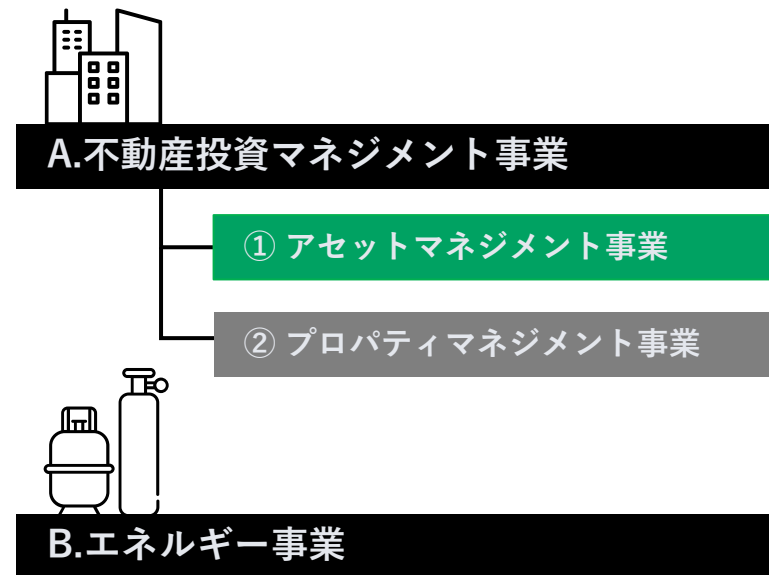 A.不動産投資マネジメント事業
① アセットマネジメント事業
② プロパティマネジメント事業
B.エネルギー事業